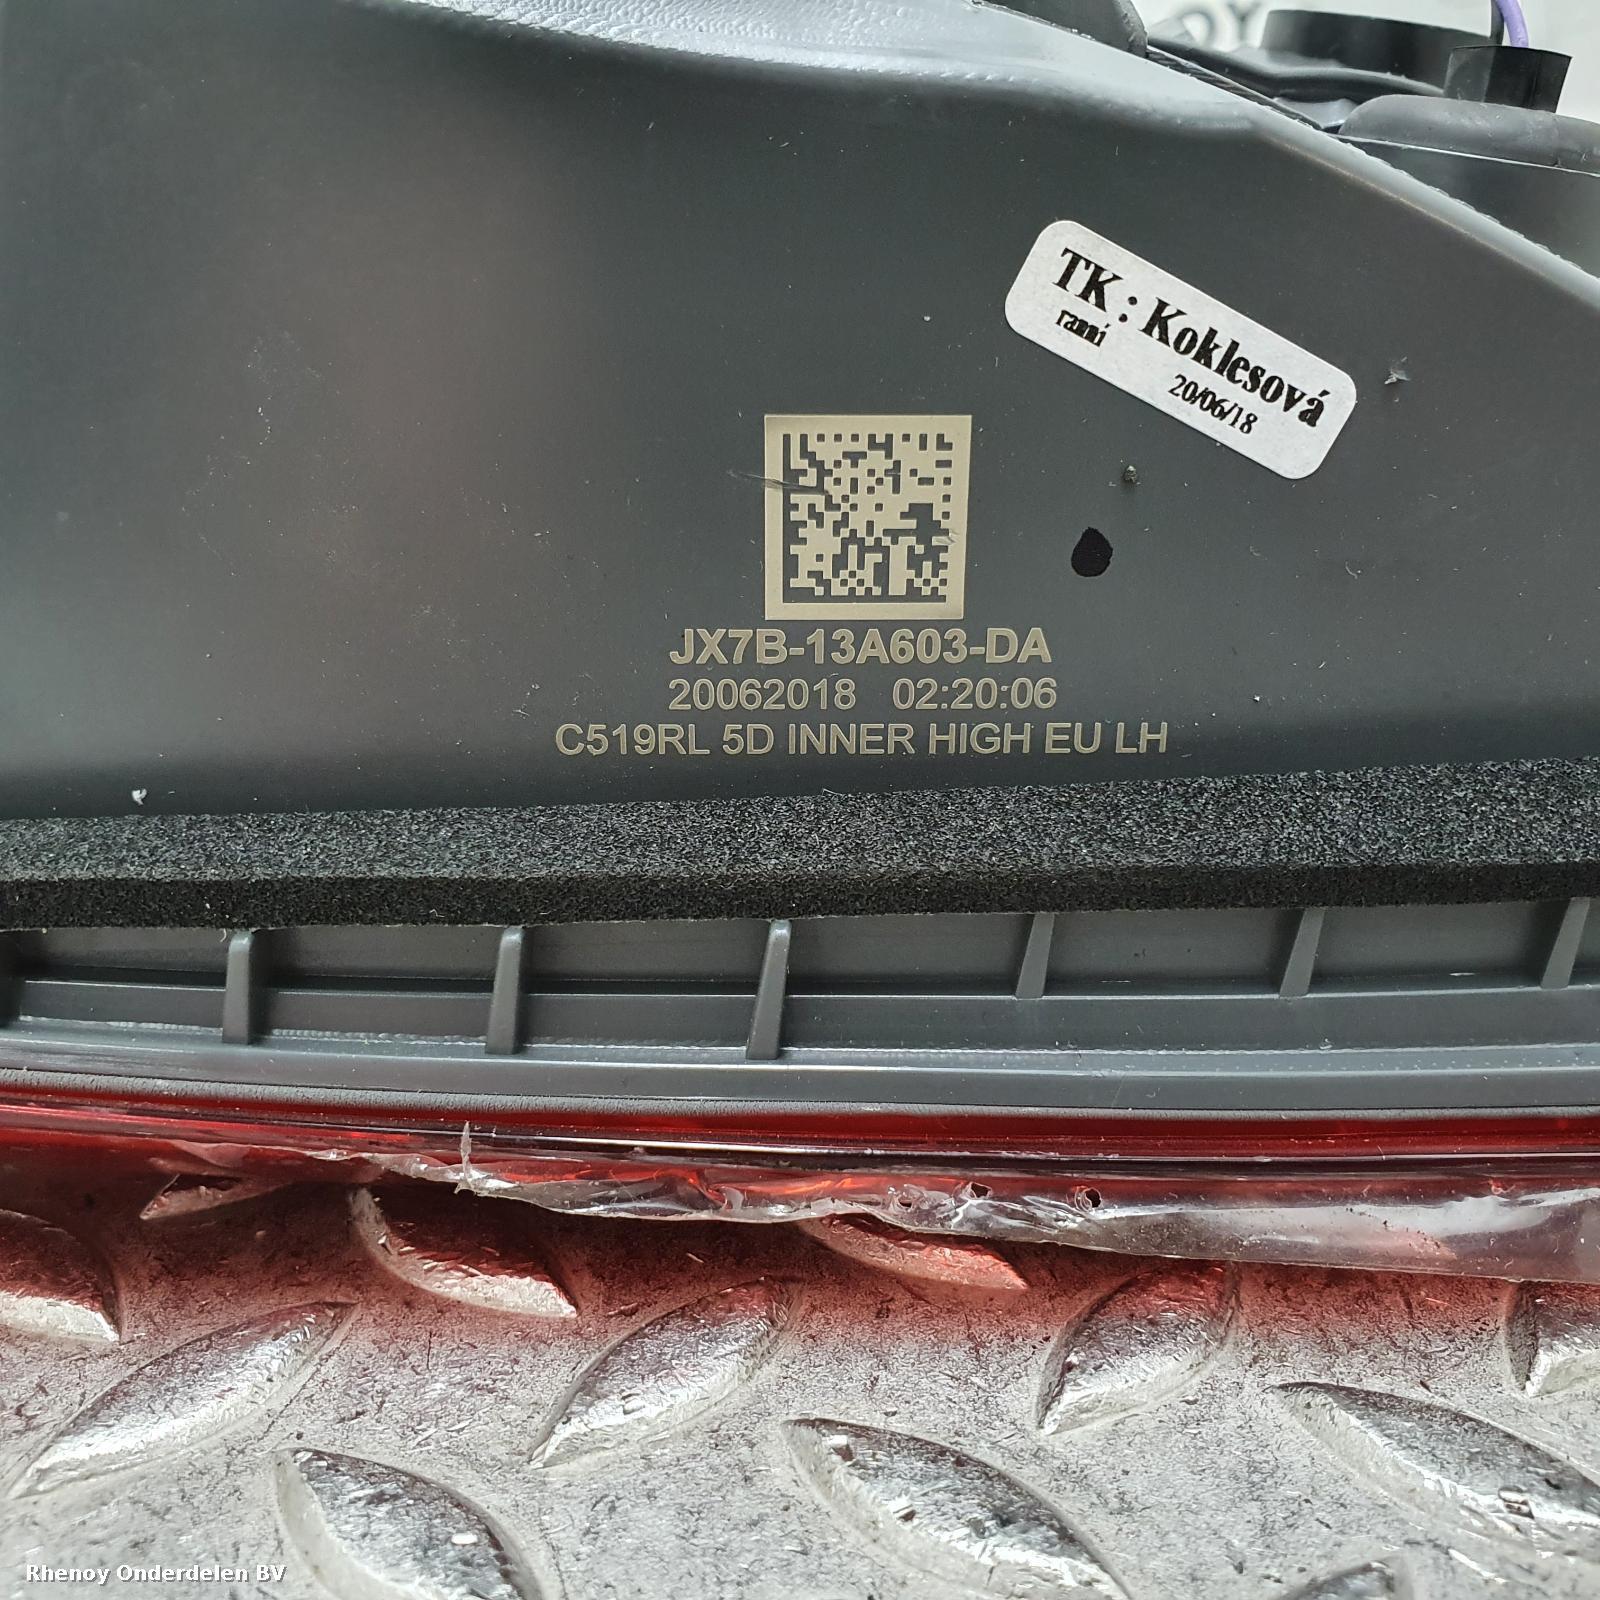 TK : Koklesová
ranní
20/06/18
JX7B-13A603-DA
20062018 02:20:06
C519RL 5D INNER HIGH EU LH
Rhenoy Onderdelen BV